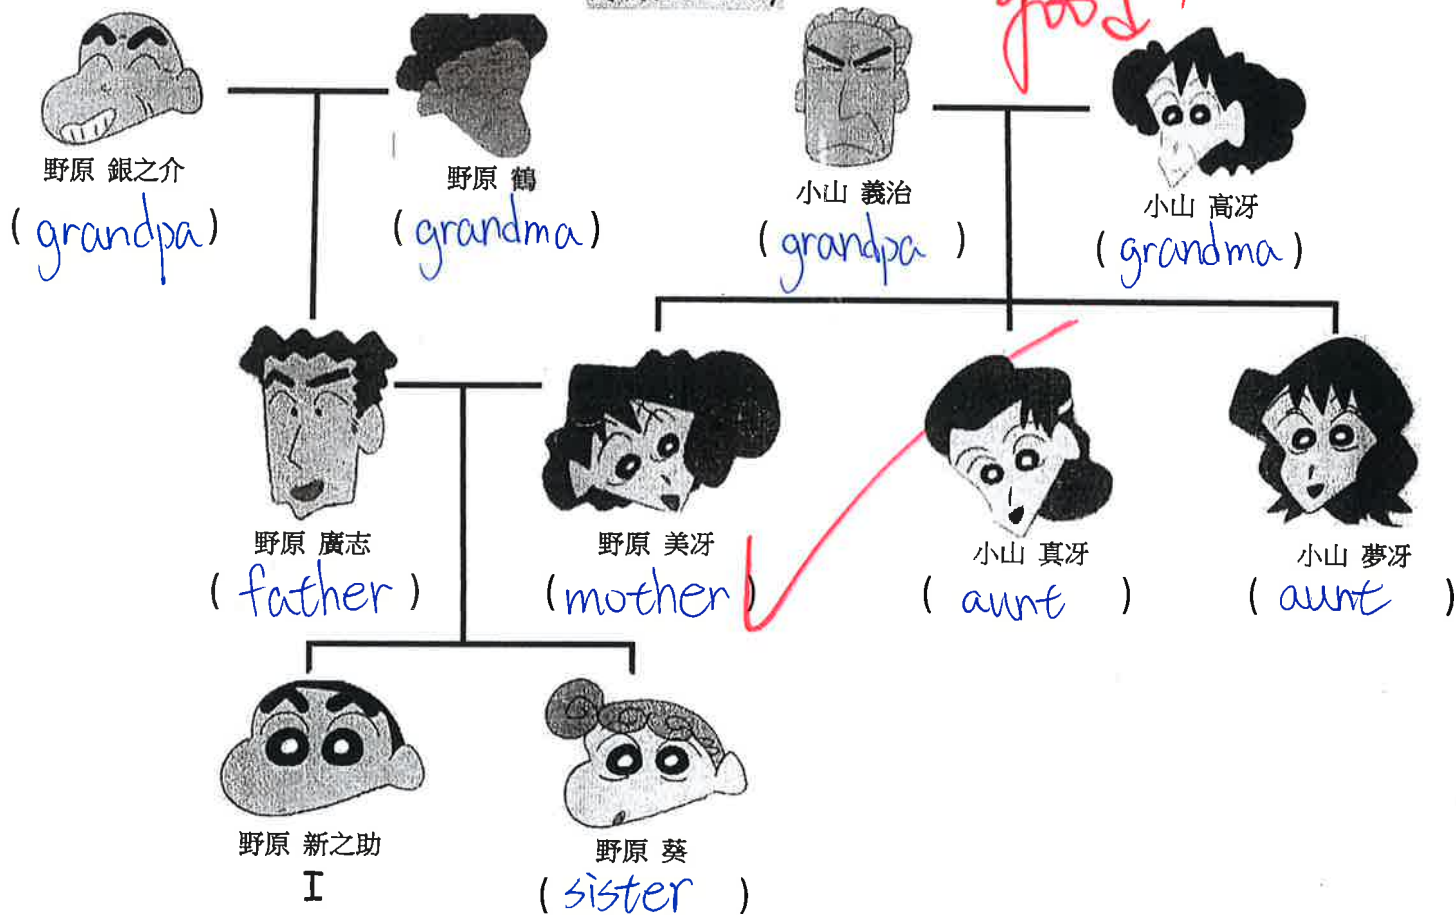 good
野原 銀之介
野原 鶴
小山 義治
小山 高冴
(grandpa)
(grandma)
(grandpa)
(grandma)
野原 廣志
野原 美冴
小山 真冴
小山 夢冴
(father)
(mother)
(aunt)
(aunt)
野原 新之助
野原 葵
I
(sister)